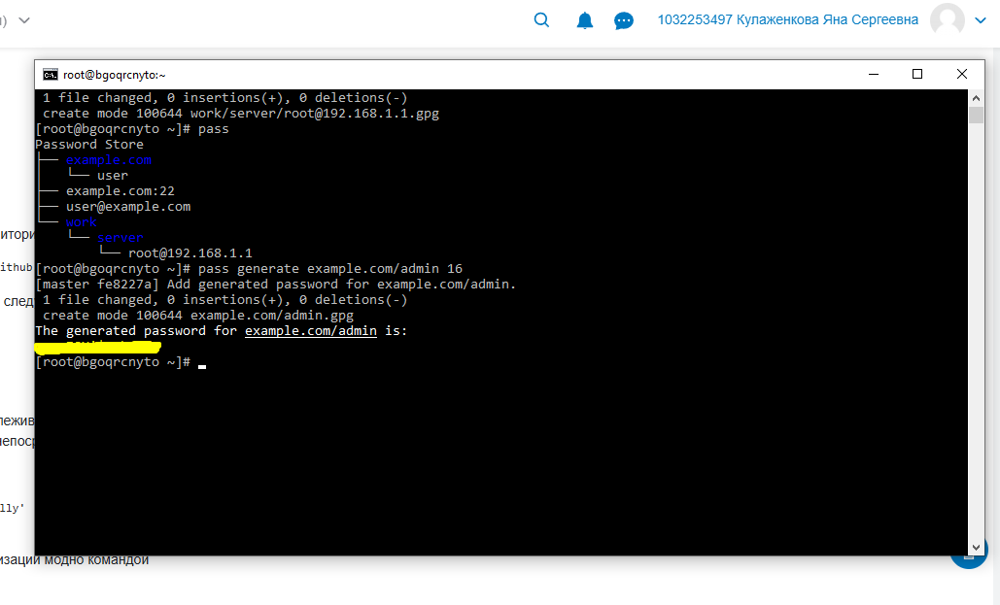 1032253497 Кулаженкова Яна Сергеевна
root@bgoqrcnyto:~
1 file changed, 0 insertions(+), 0 deletions(-)
create mode 100644 work/server/root@192.168.1.1.gpg
[root@bgoqrcnyto ~]# pass
Password Store
├── example.com
│   └── user
├── example.com:22
├── user@example.com
└── work
    └── server
        └── root@192.168.1.1
[root@bgoqrcnyto ~]# pass generate example.com/admin 16
[master fe8227a] Add generated password for example.com/admin.
1 file changed, 0 insertions(+), 0 deletions(-)
create mode 100644 example.com/admin.gpg
The generated password for example.com/admin is:
[root@bgoqrcnyto ~]#
итори
ithub
след
лежив
непоср
lly'
изации модно командой